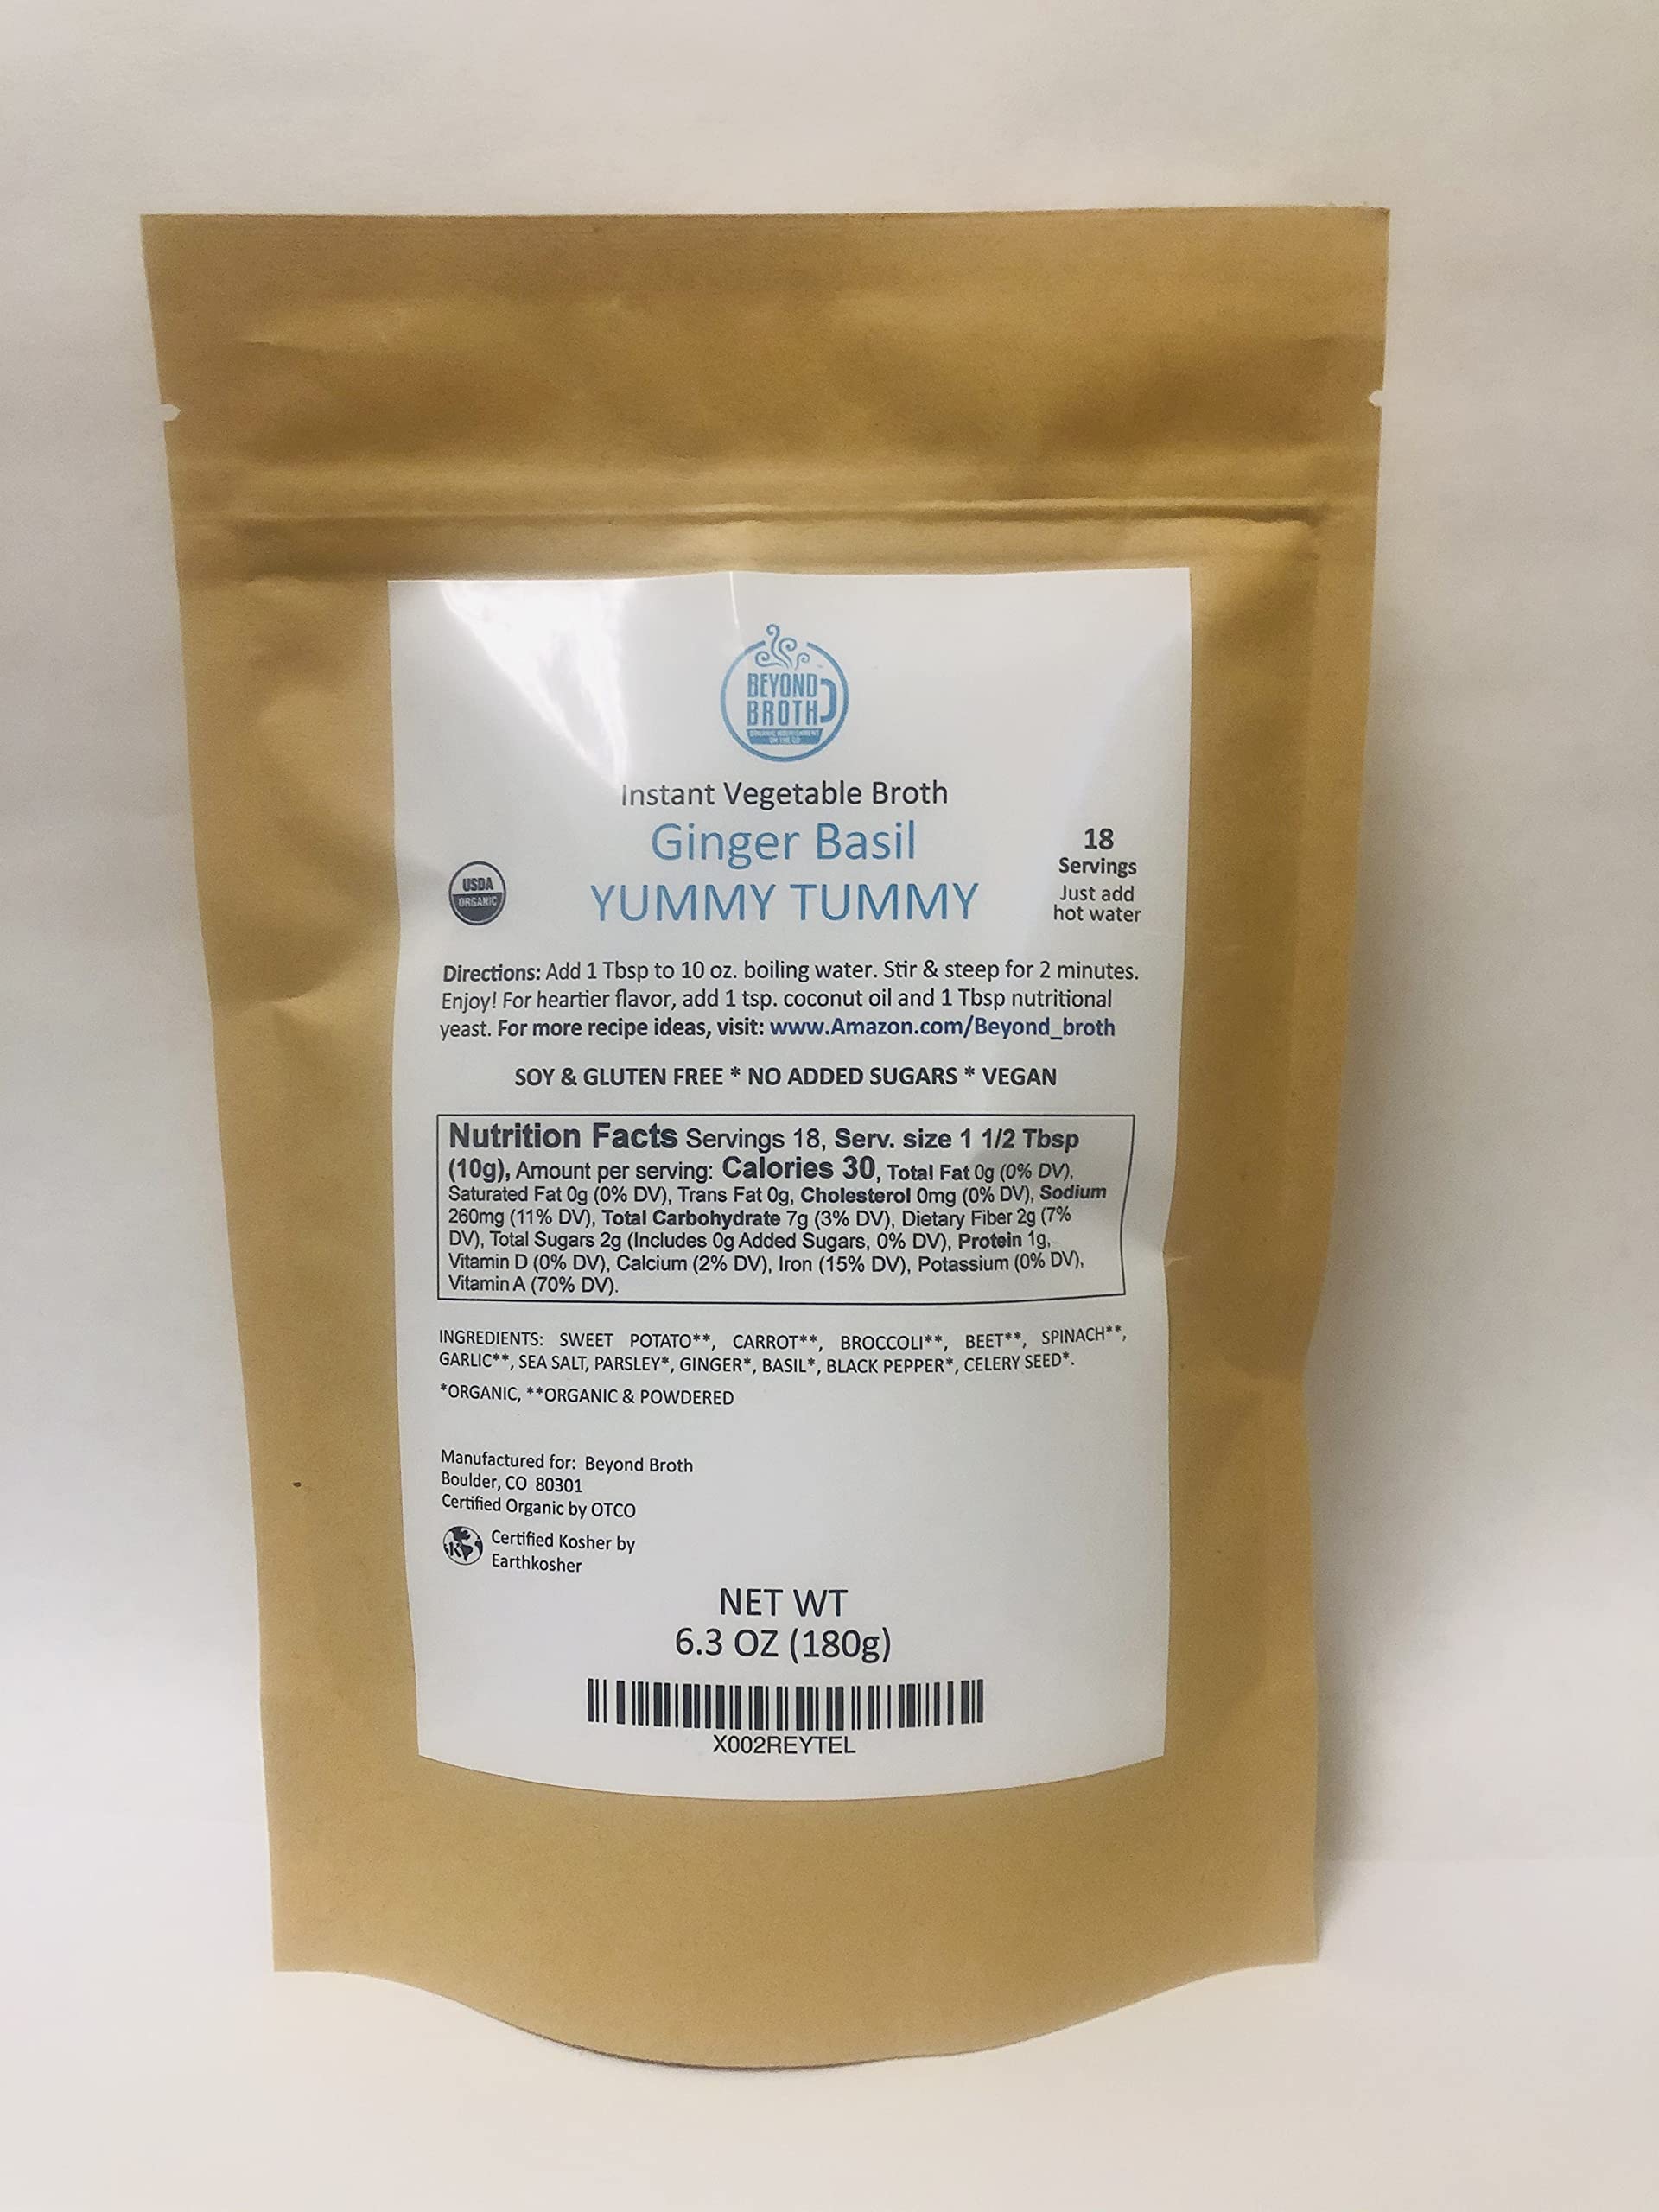 BEYOND
BROTH
Instant Vegetable Broth
Ginger Basil
YUMMY TUMMY
USDA
ORGANIC
18
Servings
Just add
hot water
Directions: Add 1 Tbsp to 10 oz. boiling water. Stir & steep for 2 minutes.
Enjoy! For heartier flavor, add 1 tsp. coconut oil and 1 Tbsp nutritional
yeast. For more recipe ideas, visit: www.Amazon.com/Beyond_broth
SOY & GLUTEN FREE * NO ADDED SUGARS * VEGAN
Nutrition Facts Servings 18, Serv. size 1 1/2 Tbsp
(10g), Amount per serving: Calories 30, Total Fat 0g (0% DV),
Saturated Fat 0g (0% DV), Trans Fat 0g, Cholesterol 0mg (0% DV), Sodium
260mg (11% DV), Total Carbohydrate 7g (3% DV), Dietary Fiber 2g (7%
DV), Total Sugars 2g (Includes 0g Added Sugars, 0% DV), Protein 1g,
Vitamin D (0% DV), Calcium (2% DV), Iron (15% DV), Potassium (0% DV),
Vitamin A (70% DV).
INGREDIENTS: SWEET POTATO**, CARROT**, BROCCOLI**, BEET**, SPINACH**,
GARLIC**, SEA SALT, PARSLEY*, GINGER*, BASIL*, BLACK PEPPER*, CELERY SEED*.
*ORGANIC, **ORGANIC & POWDERED
Manufactured for: Beyond Broth
Boulder, CO 80301
Certified Organic by OTCO
K
Certified Kosher by
Earthkosher
NET WT
6.3 OZ (180g)
X002REYTEL